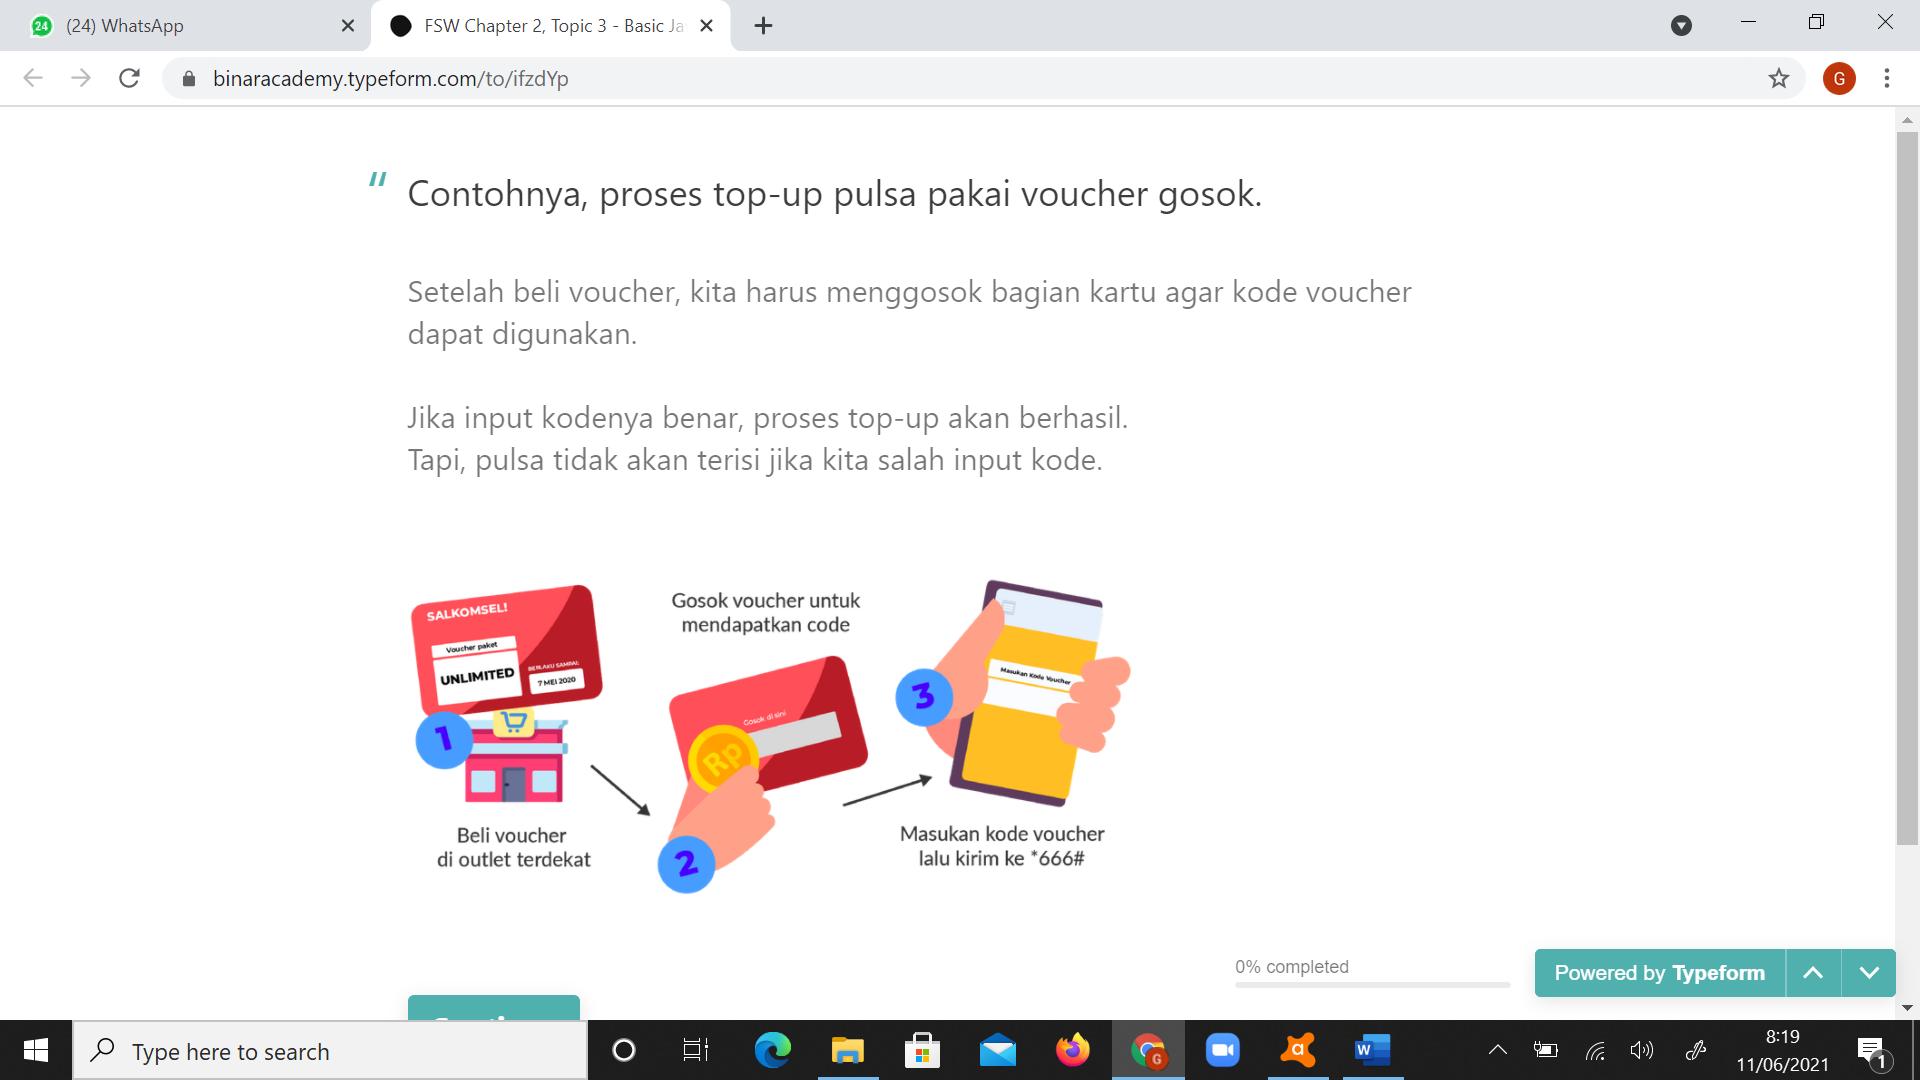 (24) WhatsApp
FSW Chapter 2, Topic 3 - Basic Ja
binaracademy.typeform.com/to/ifzdYp
G
“ Contohnya, proses top-up pulsa pakai voucher gosok.
Setelah beli voucher, kita harus menggosok bagian kartu agar kode voucher
dapat digunakan.
Jika input kodenya benar, proses top-up akan berhasil.
Tapi, pulsa tidak akan terisi jika kita salah input kode.
SALKOMSEL!
Voucher paket
UNLIMITED
BERLAKU SAMPAI:
7 MEI 2020
1
Beli voucher
di outlet terdekat
Gosok voucher untuk
mendapatkan code
Gosok di sini
Rp
2
3
Masukan Kode Voucher
Masukan kode voucher
lalu kirim ke *666#
0% completed
Powered by Typeform
Type here to search
8:19
11/06/2021
1